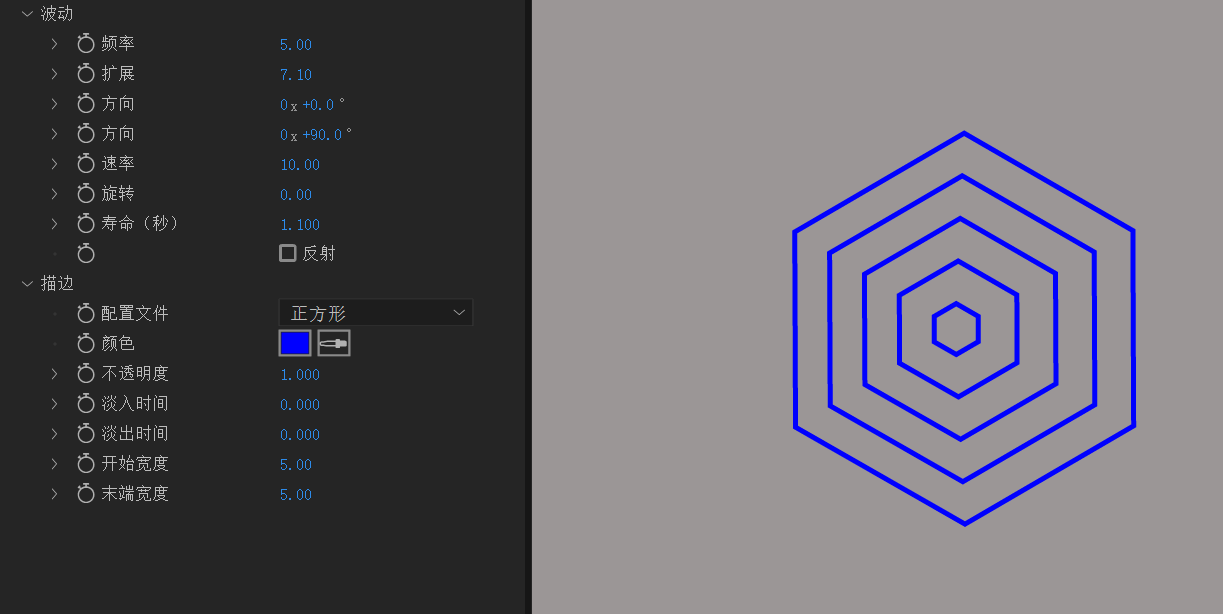 波动
频率 5.00
扩展 7.10
方向 0x+0.0°
方向 0x+90.0°
速率 10.00
旋转 0.00
寿命（秒） 1.100
反射
描边
配置文件 正方形
颜色
不透明度 1.000
淡入时间 0.000
淡出时间 0.000
开始宽度 5.00
末端宽度 5.00